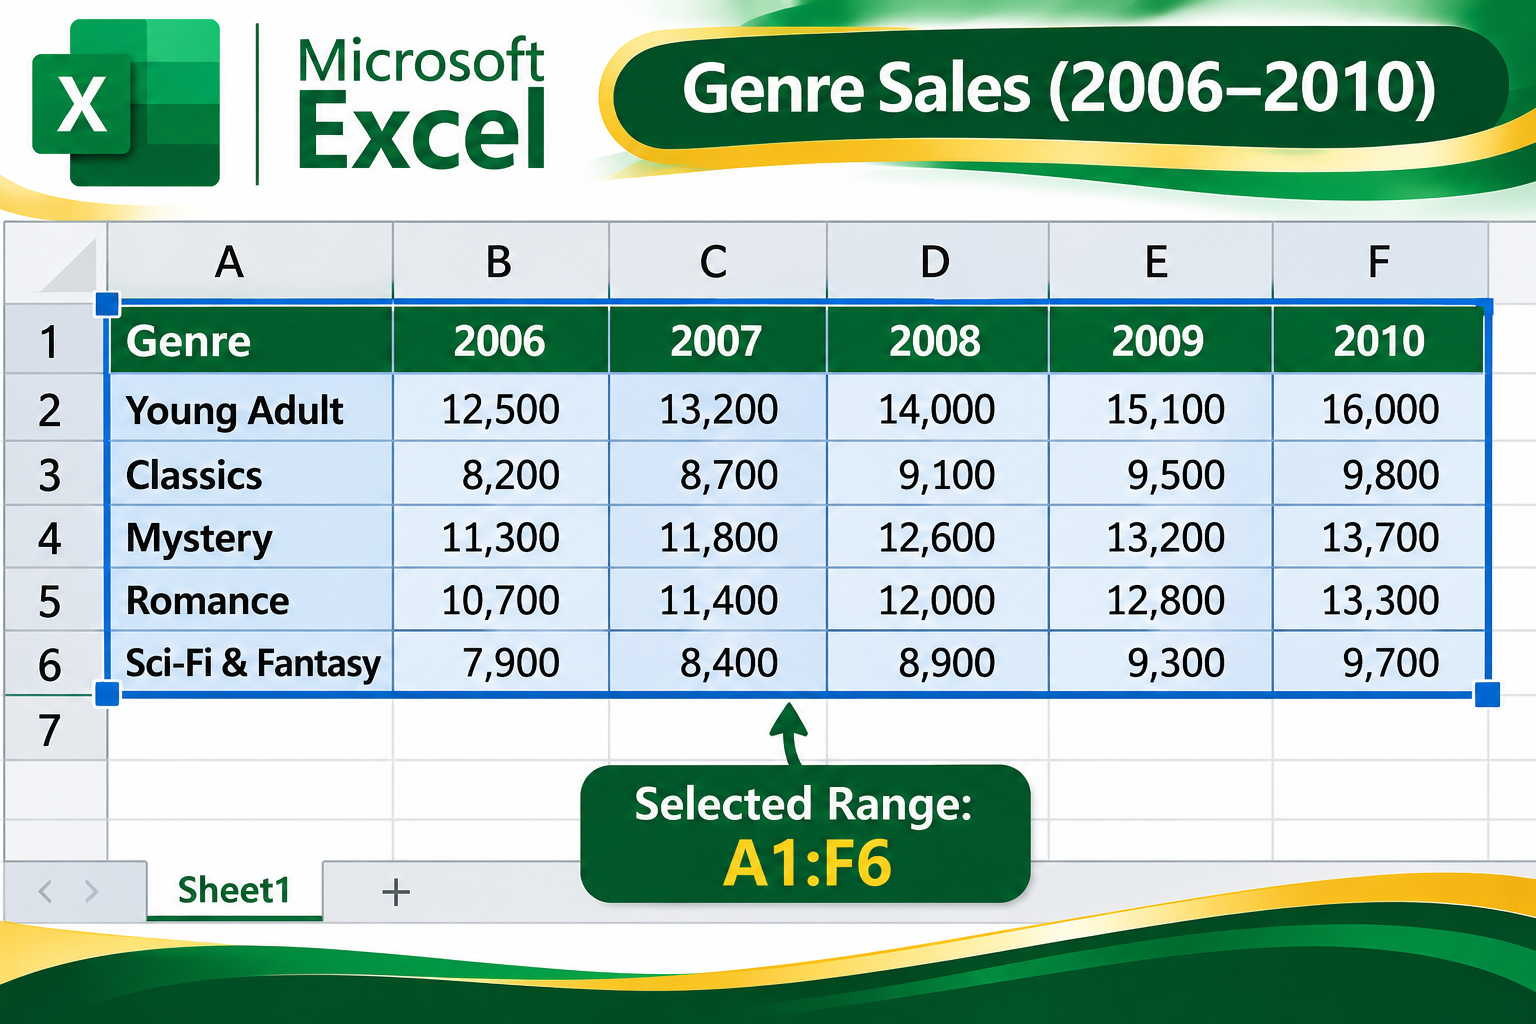 X
Microsoft
Excel
Genre Sales (2006–2010)
A B C D E F
1 Genre 2006 2007 2008 2009 2010
2 Young Adult 12,500 13,200 14,000 15,100 16,000
3 Classics 8,200 8,700 9,100 9,500 9,800
4 Mystery 11,300 11,800 12,600 13,200 13,700
5 Romance 10,700 11,400 12,000 12,800 13,300
6 Sci-Fi & Fantasy 7,900 8,400 8,900 9,300 9,700
7
Selected Range:
A1:F6
Sheet1 +